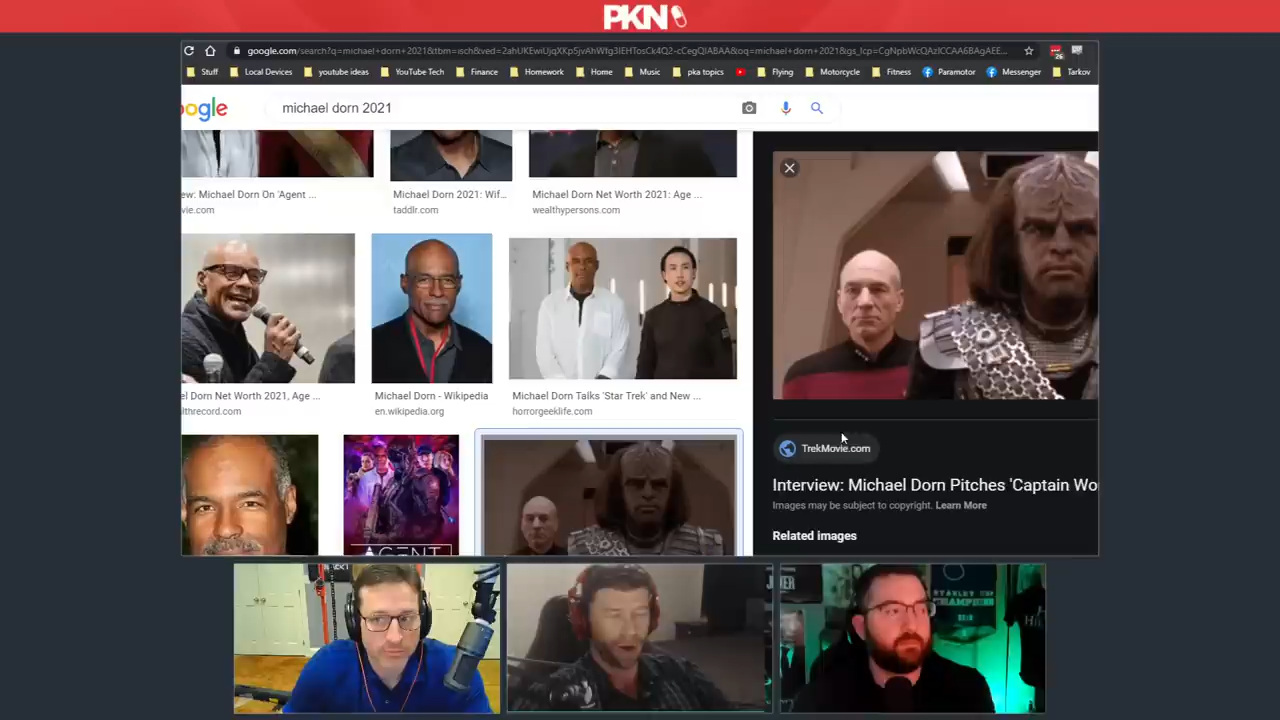 PKN
google.com/search?q=michael+dorn+2021&tbm=isch&ved=2ahUKEwiUjqXKp5jvAhWfg3IEHTosCk4Q2-cCegQIABAA&oq=michael+dorn+2021&gs_lcp=CgNpbWcQAzICCAA6BAgAEE...
26
Stuff
Local Devices
youtube ideas
YouTube Tech
Finance
Homework
Home
Music
pka topics
Flying
Motorcycle
Fitness
Paramotor
Messenger
Tarkov
ogle
michael dorn 2021
ew: Michael Dorn On 'Agent ...
vie.com
Michael Dorn 2021: Wif...
taddlr.com
Michael Dorn Net Worth 2021: Age ...
wealthypersons.com
el Dorn Net Worth 2021, Age ...
lthrecord.com
Michael Dorn - Wikipedia
en.wikipedia.org
Michael Dorn Talks 'Star Trek' and New ...
horrorgeeklife.com
AGENT
TrekMovie.com
Interview: Michael Dorn Pitches 'Captain Wo
Images may be subject to copyright. Learn More
Related images
STANLEY CUP
CHAMPIONS